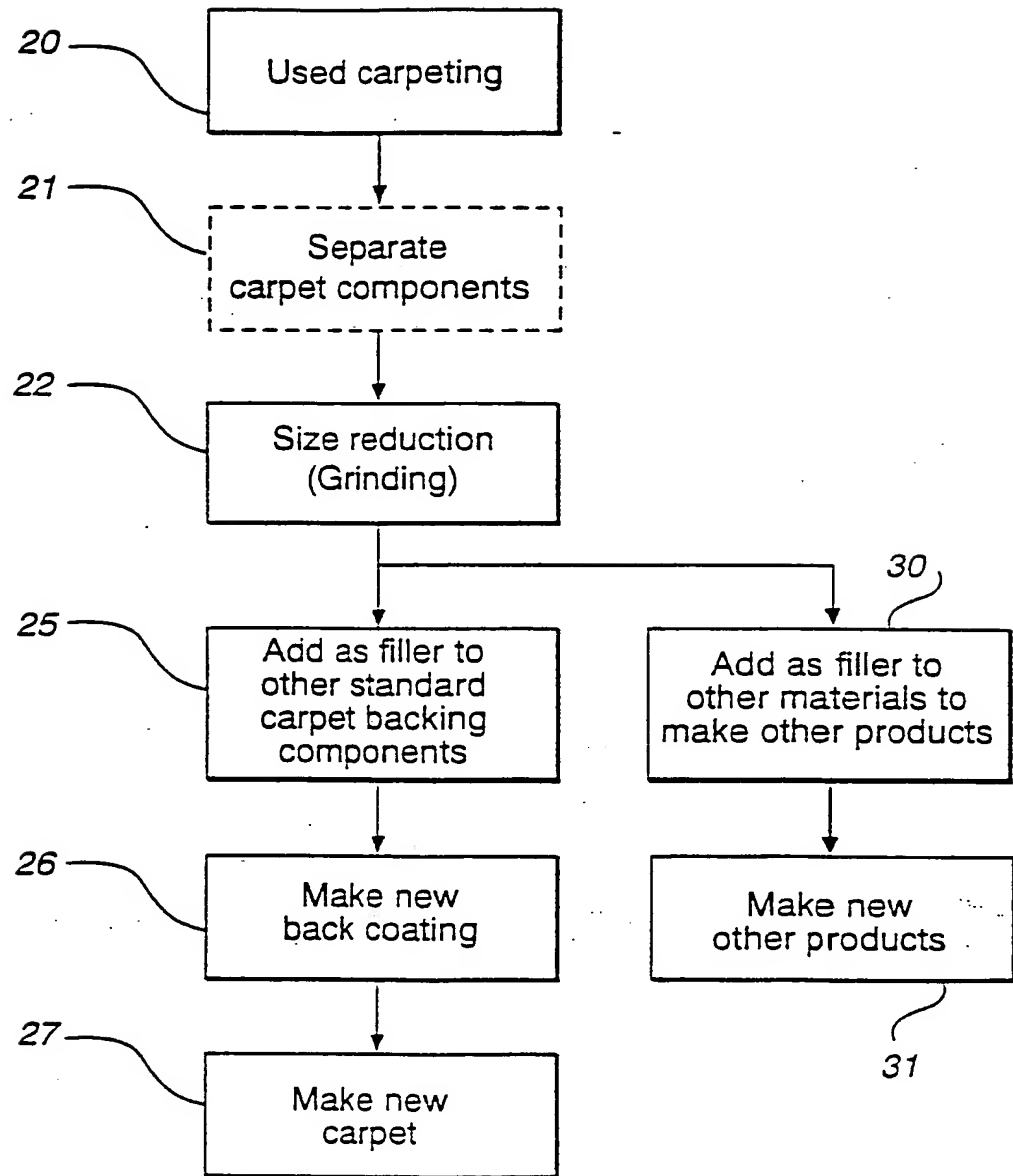 20
Used carpeting
21
Separate
carpet components
22
Size reduction
(Grinding)
30
25
Add as filler to
other standard
carpet backing
components
Add as filler to
other materials to
make other products
26
Make new
back coating
Make new
other products
27
Make new
carpet
31